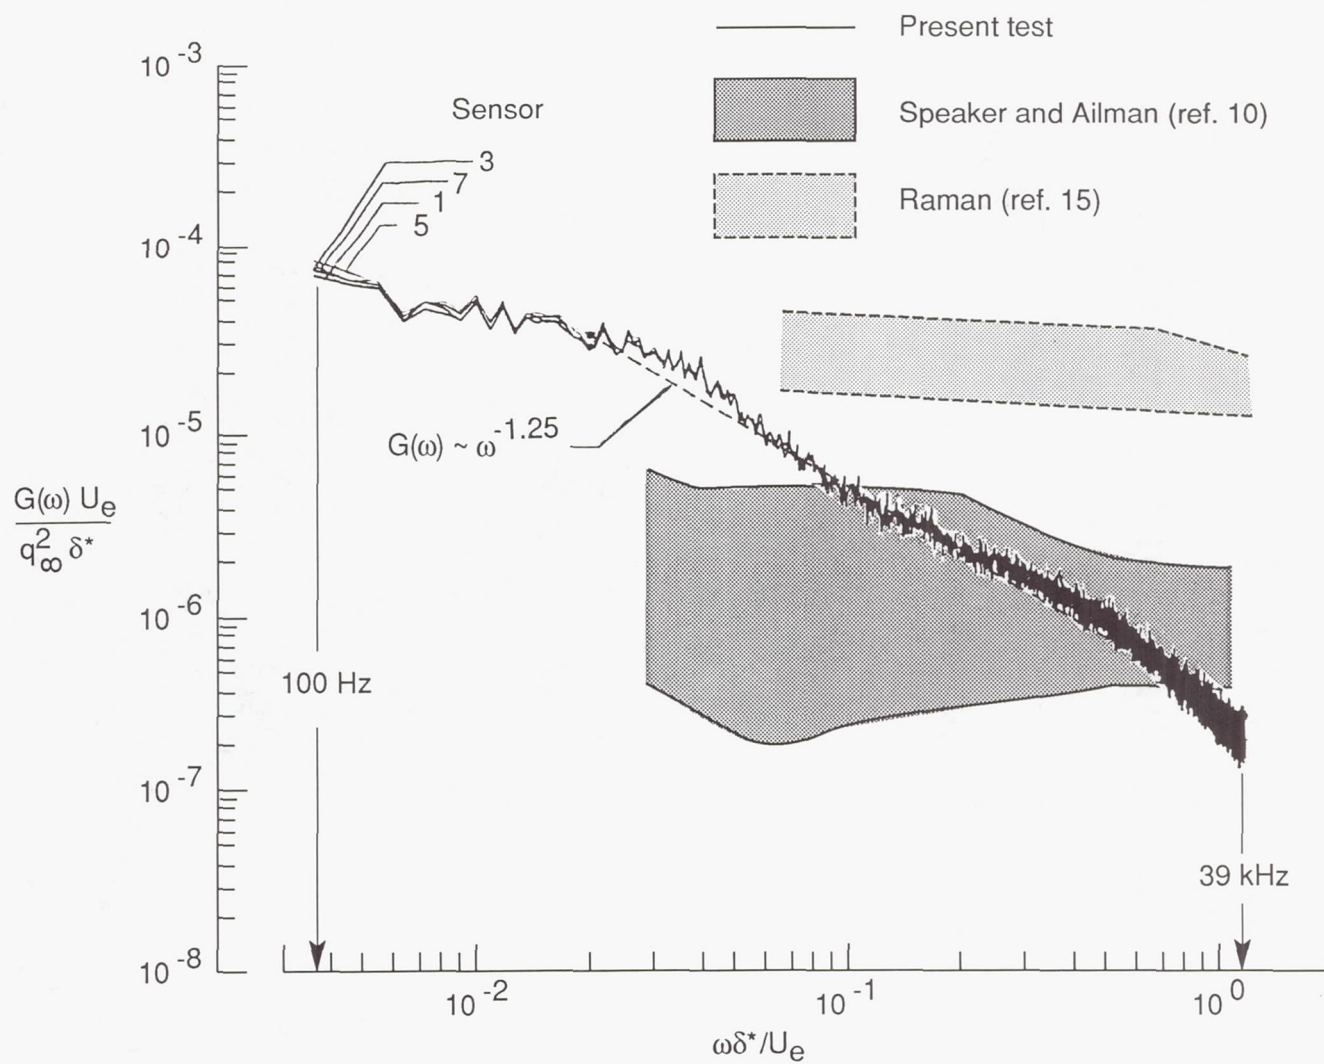 Present test
Speaker and Ailman (ref. 10)
Raman (ref. 15)
Sensor
3
7
1
5
10⁻³
10⁻⁴
10⁻⁵
10⁻⁶
10⁻⁷
10⁻⁸
G(ω) Uₑ
q²∞ δ*
G(ω) ~ ω⁻¹·²⁵
100 Hz
39 kHz
10⁻² 10⁻¹ 10⁰
ωδ*/Uₑ